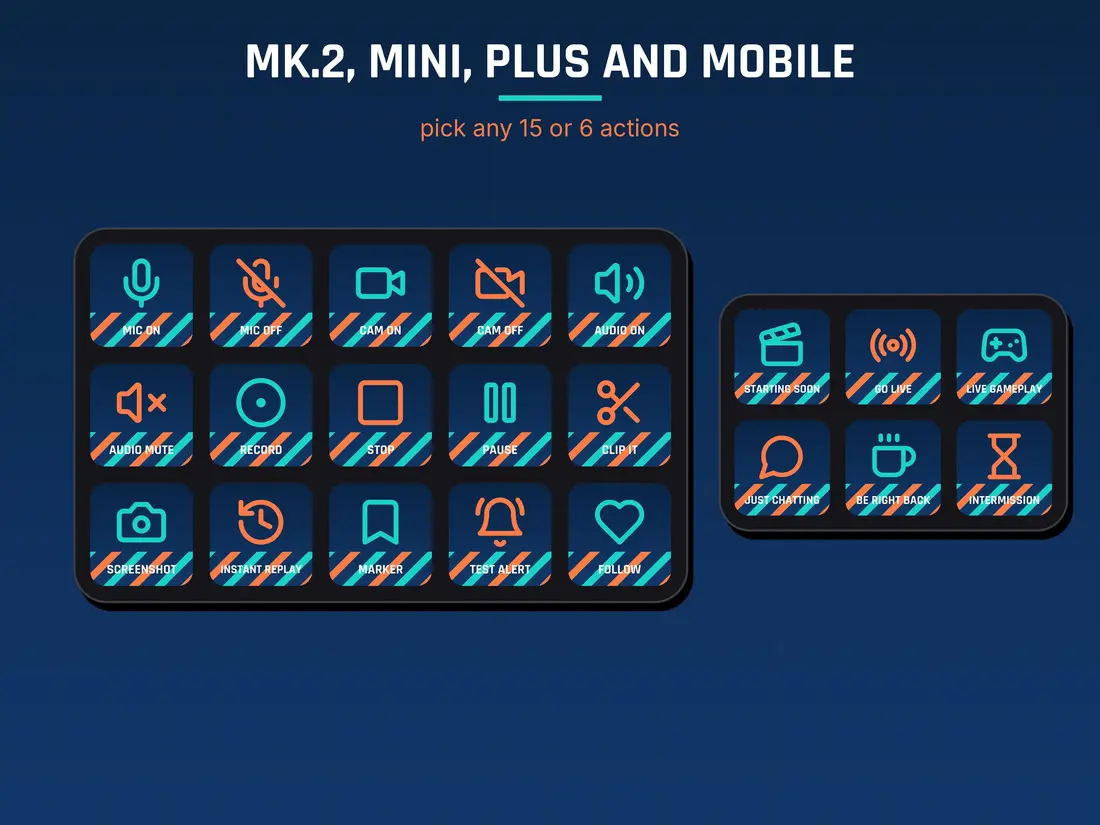 MK.2, MINI, PLUS AND MOBILE
pick any 15 or 6 actions
MIC ON
MIC OFF
CAM ON
CAM OFF
AUDIO ON
AUDIO MUTE
RECORD
STOP
PAUSE
CLIP IT
SCREENSHOT
INSTANT REPLAY
MARKER
TEST ALERT
FOLLOW
STARTING SOON
GO LIVE
LIVE GAMEPLAY
JUST CHATTING
BE RIGHT BACK
INTERMISSION